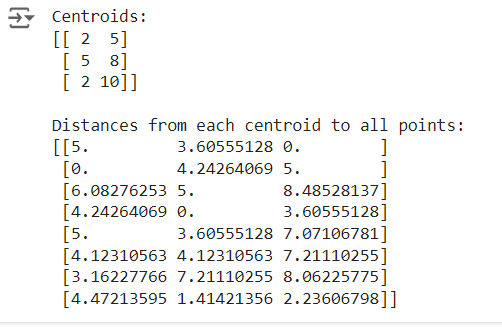 Centroids:
[[ 2  5]
 [ 5  8]
 [ 2 10]]

Distances from each centroid to all points:
[[5.         3.60555128 0.        ]
 [0.         4.24264069 5.        ]
 [6.08276253 5.         8.48528137]
 [4.24264069 0.         3.60555128]
 [5.         3.60555128 7.07106781]
 [4.12310563 4.12310563 7.21110255]
 [3.16227766 7.21110255 8.06225775]
 [4.47213595 1.41421356 2.23606798]]